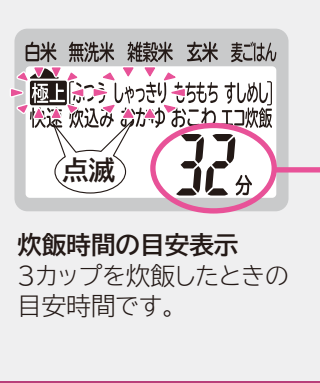 白米 無洗米 雑穀米 玄米 麦ごはん
極上[ふつう しゃっきり もちもち すしめし]
快速 炊込み おかゆ おこわ エコ炊飯
点滅
32分
炊飯時間の目安表示
3カップを炊飯したときの
目安時間です。